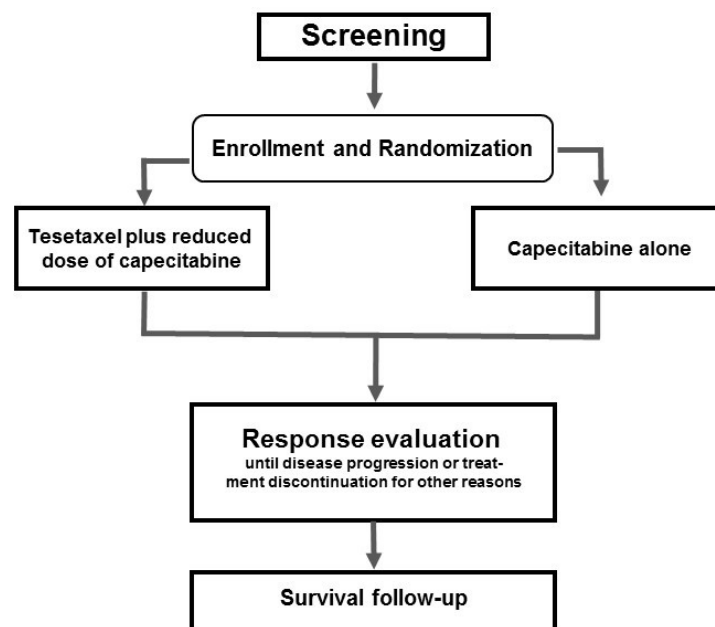 Screening
Enrollment and Randomization
Tesetaxel plus reduced
dose of capecitabine
Capecitabine alone
Response evaluation
until disease progression or treat-
ment discontinuation for other reasons
Survival follow-up